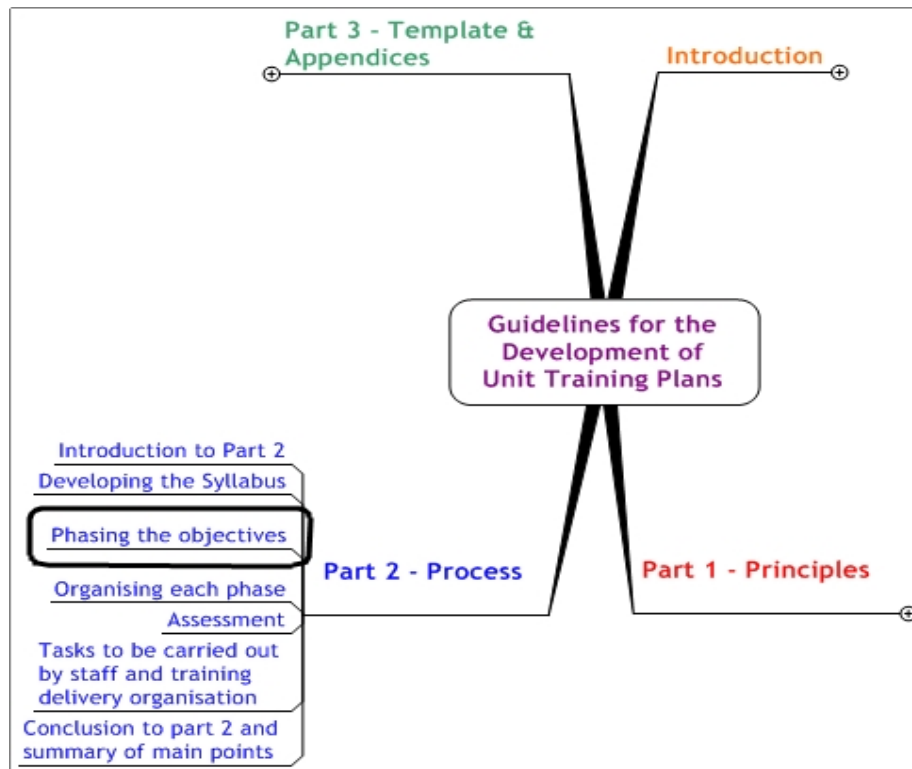 Part 3 - Template &
Appendices
Introduction
Guidelines for the
Development of
Unit Training Plans
Introduction to Part 2
Developing the Syllabus
Phasing the objectives
Organising each phase
Assessment
Tasks to be carried out
by staff and training
delivery organisation
Conclusion to part 2 and
summary of main points
Part 2 - Process
Part 1 - Principles